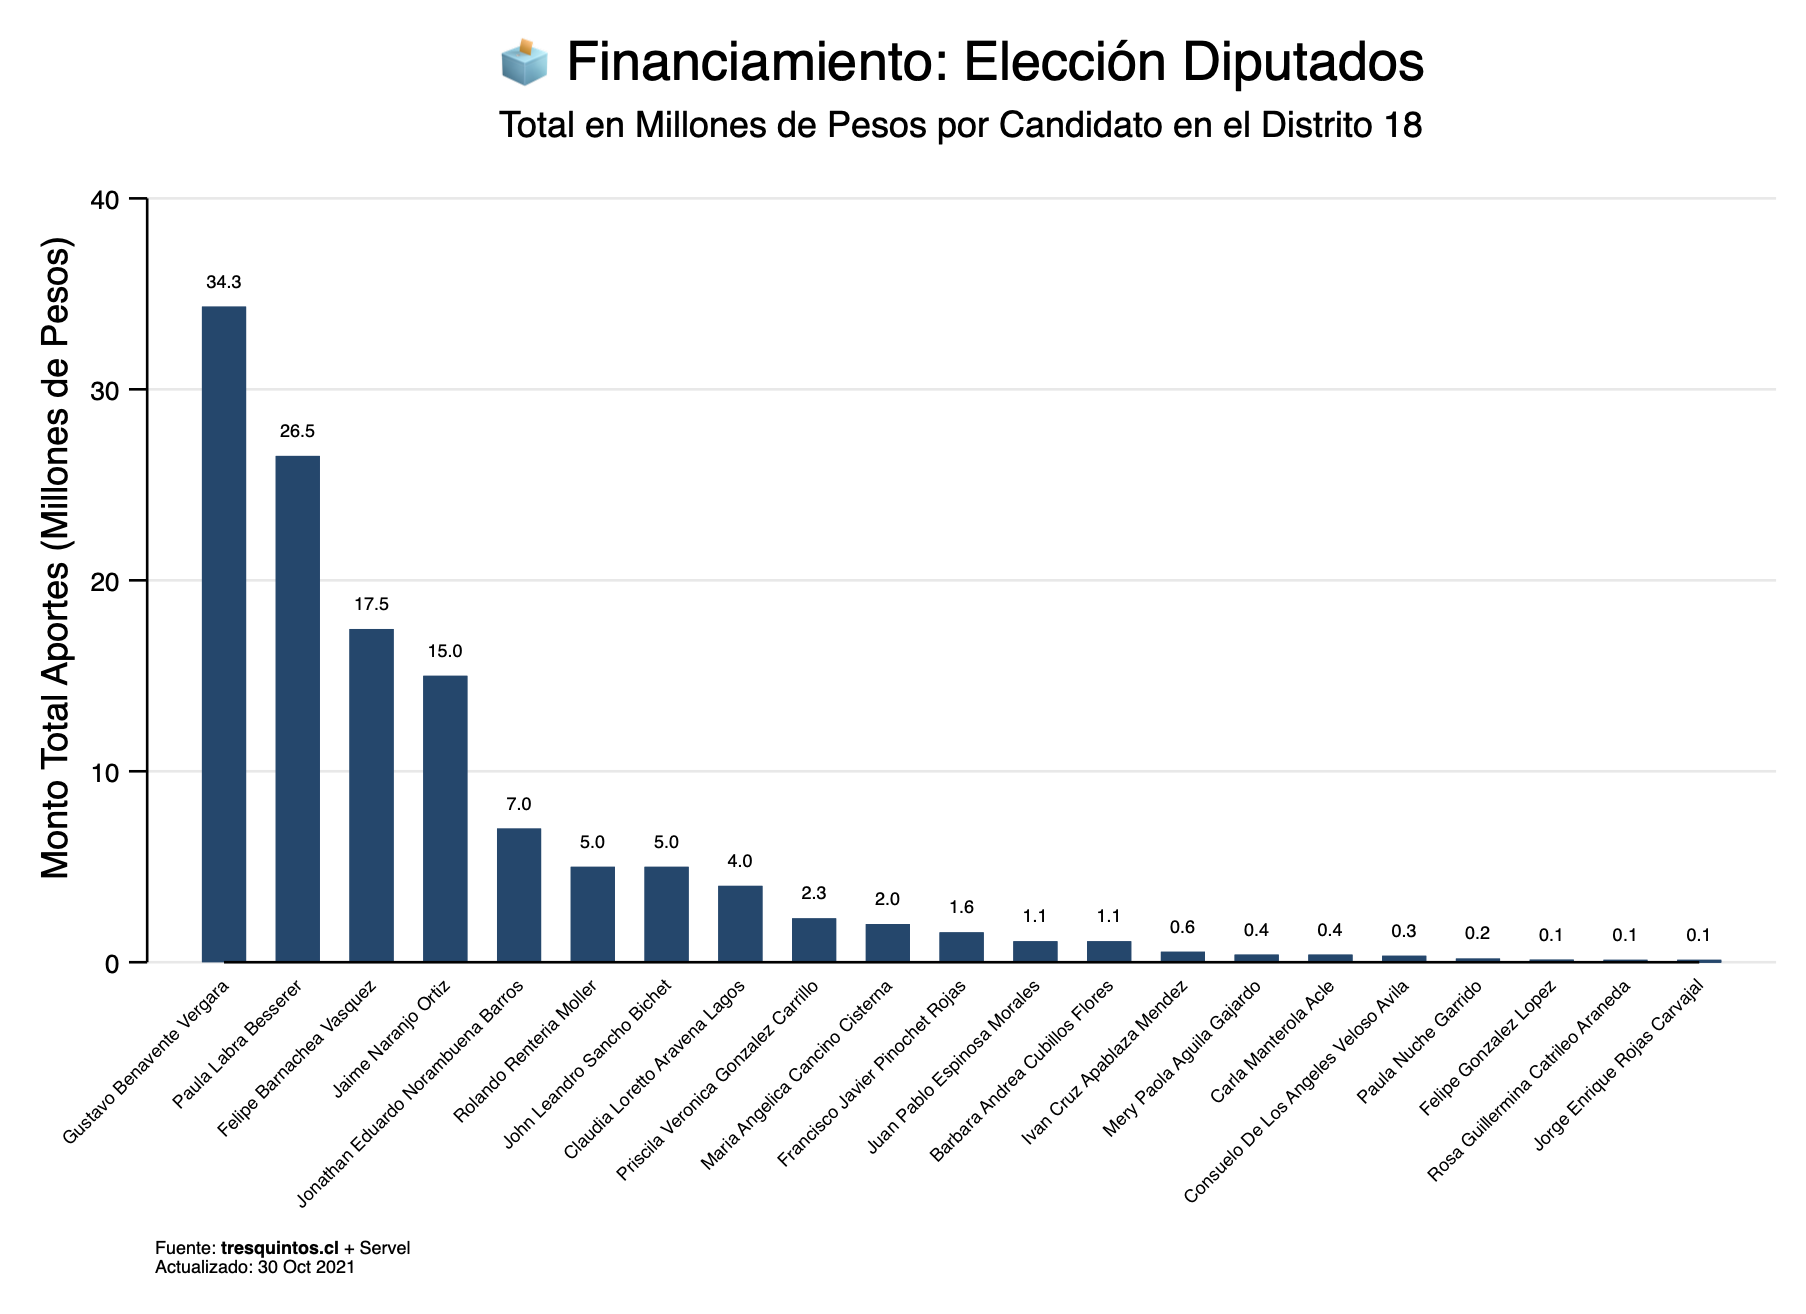 Financiamiento: Elección Diputados
Total en Millones de Pesos por Candidato en el Distrito 18
Monto Total Aportes (Millones de Pesos)
40
30
20
10
0
34.3
26.5
17.5
15.0
7.0
5.0
5.0
4.0
2.3
2.0
1.6
1.1
1.1
0.6
0.4
0.4
0.3
0.2
0.1
0.1
0.1
Gustavo Benavente Vergara
Paula Labra Besserer
Felipe Barnachea Vasquez
Jaime Naranjo Ortiz
Jonathan Eduardo Norambuena Barros
Rolando Renteria Moller
John Leandro Sancho Bichet
Claudia Loretto Aravena Lagos
Priscila Veronica Gonzalez Carrillo
Maria Angelica Cancino Cisterna
Francisco Javier Pinochet Rojas
Juan Pablo Espinosa Morales
Barbara Andrea Cubillos Flores
Ivan Cruz Apablaza Mendez
Mery Paola Aguila Gajardo
Carla Manterola Acle
Consuelo De Los Angeles Veloso Avila
Paula Nuche Garrido
Felipe Gonzalez Lopez
Rosa Guillermina Catrileo Araneda
Jorge Enrique Rojas Carvajal
Fuente: tresquintos.cl + Servel
Actualizado: 30 Oct 2021